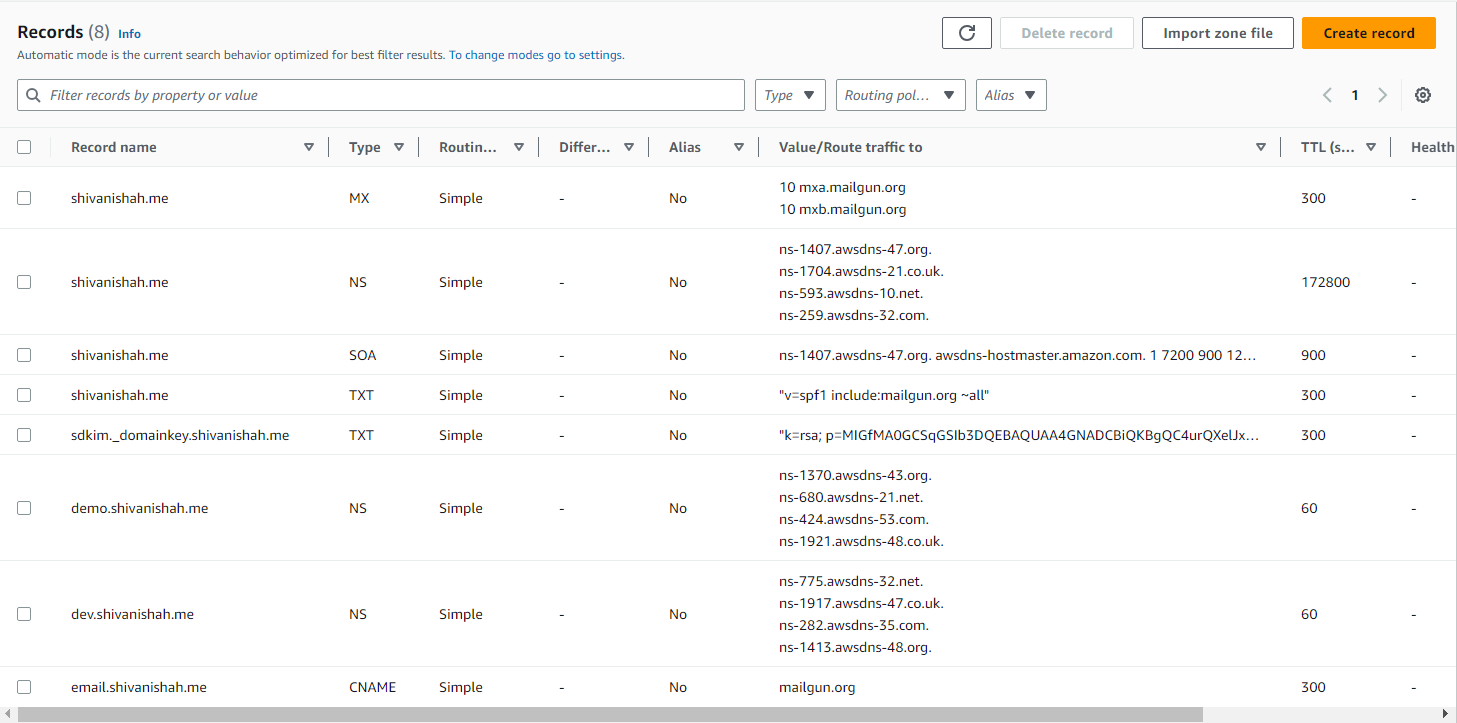 Records (8) Info
Automatic mode is the current search behavior optimized for best filter results. To change modes go to settings.
Delete record
Import zone file
Create record
Filter records by property or value
Type
Routing pol...
Alias
1
Record name Type Routin... Differ... Alias Value/Route traffic to TTL (s... Health
shivanishah.me MX Simple - No 10 mxa.mailgun.org 300 -
10 mxb.mailgun.org
shivanishah.me NS Simple - No ns-1407.awsdns-47.org. 172800 -
ns-1704.awsdns-21.co.uk.
ns-593.awsdns-10.net.
ns-259.awsdns-32.com.
shivanishah.me SOA Simple - No ns-1407.awsdns-47.org. awsdns-hostmaster.amazon.com. 1 7200 900 12... 900 -
shivanishah.me TXT Simple - No "v=spf1 include:mailgun.org ~all" 300 -
sdkim._domainkey.shivanishah.me TXT Simple - No "k=rsa; p=MIGfMA0GCSqGSIb3DQEBAQUAA4GNADCBiQKBgQC4urQXelJx... 300 -
demo.shivanishah.me NS Simple - No ns-1370.awsdns-43.org. 60 -
ns-680.awsdns-21.net.
ns-424.awsdns-53.com.
ns-1921.awsdns-48.co.uk.
dev.shivanishah.me NS Simple - No ns-775.awsdns-32.net. 60 -
ns-1917.awsdns-47.co.uk.
ns-282.awsdns-35.com.
ns-1413.awsdns-48.org.
email.shivanishah.me CNAME Simple - No mailgun.org 300 -